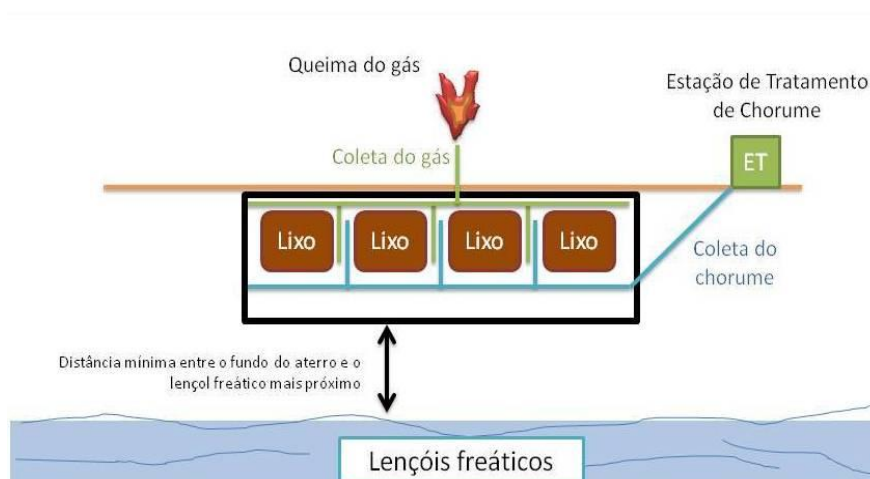 Queima do gás
Estação de Tratamento
de Chorume
Coleta do gás
ET
Lixo
Lixo
Lixo
Lixo
Coleta do
chorume
Distância mínima entre o fundo do aterro e o
lençol freático mais próximo
Lençóis freáticos